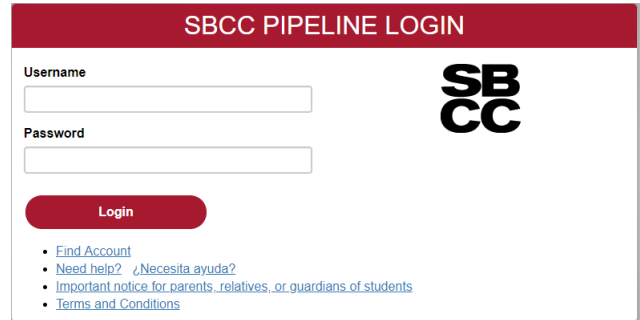 SBCC PIPELINE LOGIN
Username
SB
CC
Password
Login
Find Account
Need help? ¿Necesita ayuda?
Important notice for parents, relatives, or guardians of students
Terms and Conditions